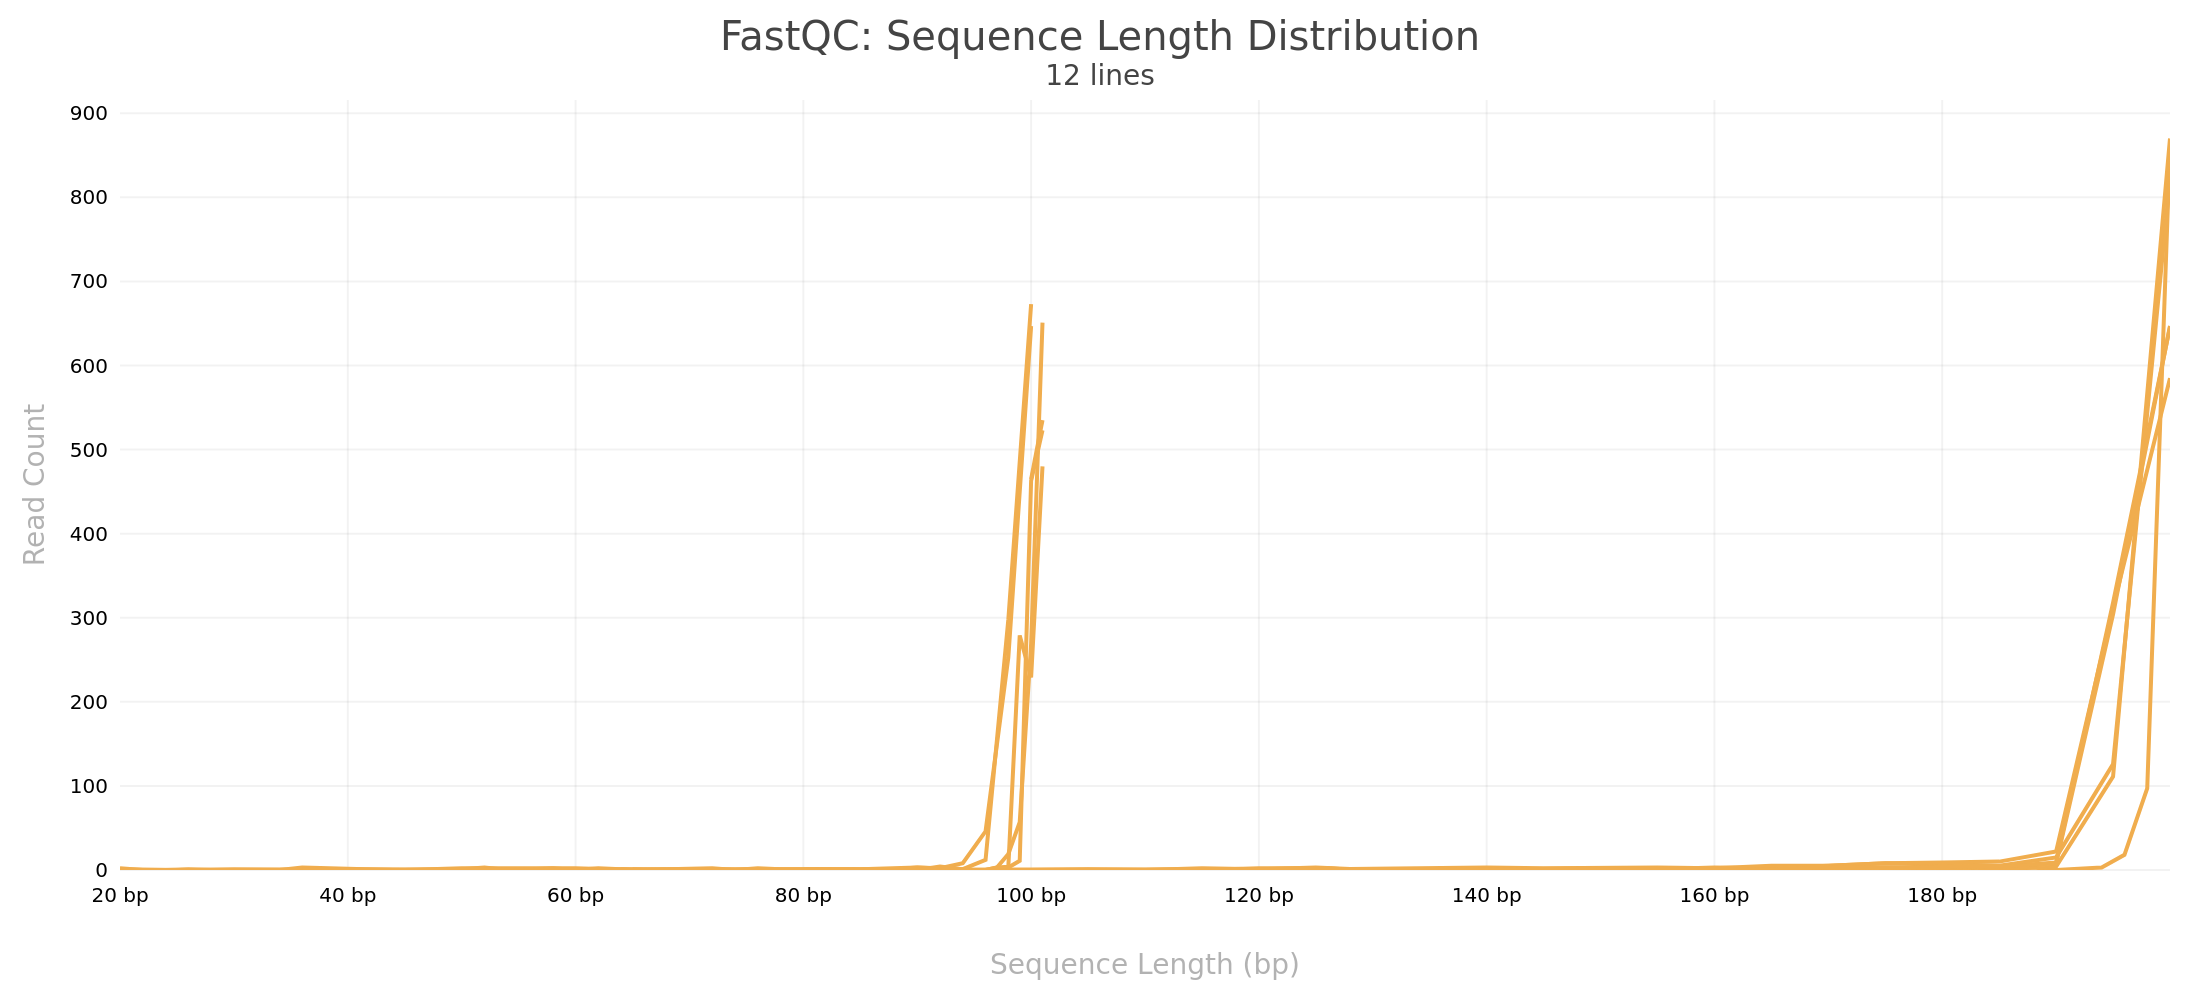 FastQC: Sequence Length Distribution
12 lines
900
800
700
600
500
400
300
200
100
0
Read Count
20 bp 40 bp 60 bp 80 bp 100 bp 120 bp 140 bp 160 bp 180 bp
Sequence Length (bp)